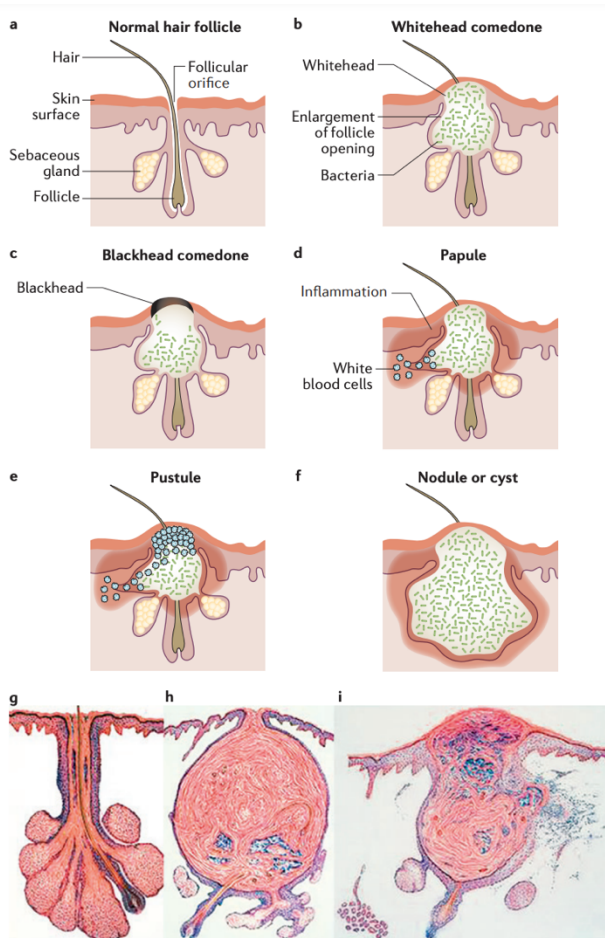 a
Normal hair follicle
Hair
Follicular
orifice
Skin
surface
Sebaceous
gland
Follicle
b
Whitehead comedone
Whitehead
Enlargement
of follicle
opening
Bacteria
c
Blackhead comedone
Blackhead
d
Papule
Inflammation
White
blood cells
e
Pustule
f
Nodule or cyst
g
h
i